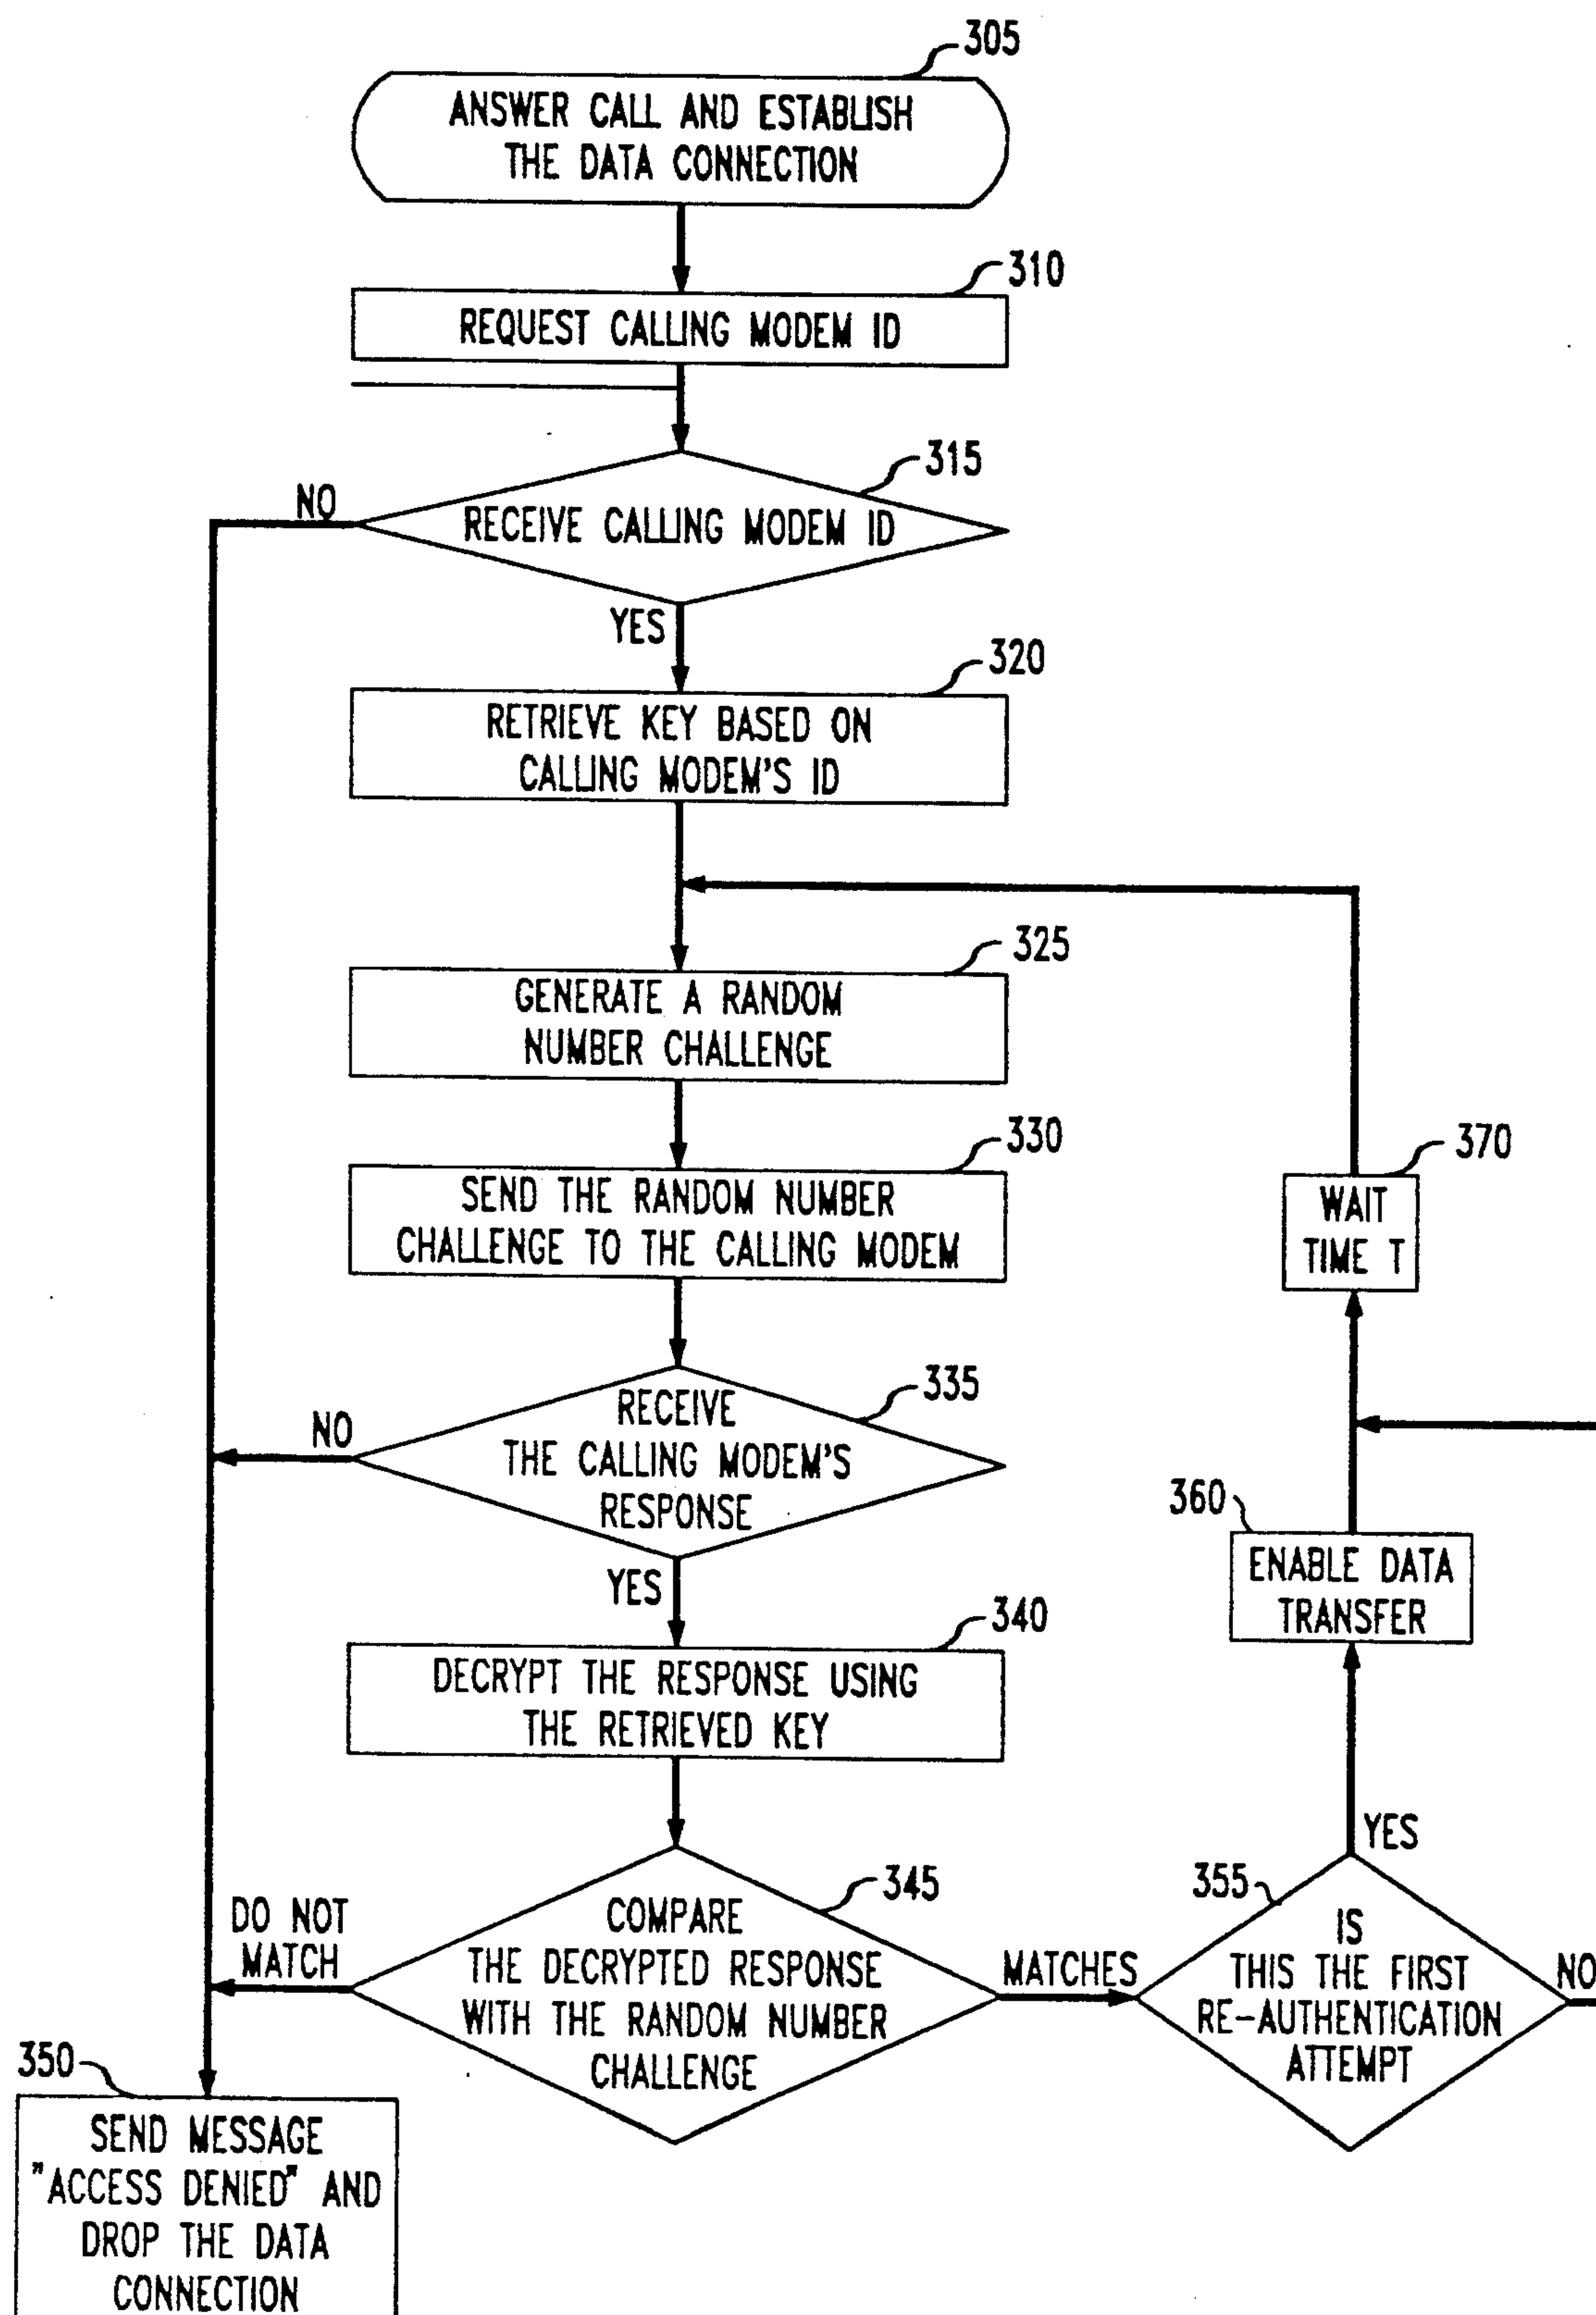 305
ANSWER CALL AND ESTABLISH
THE DATA CONNECTION
310
REQUEST CALLING MODEM ID
315
NO
RECEIVE CALLING MODEM ID
YES
320
RETRIEVE KEY BASED ON
CALLING MODEM'S ID
325
GENERATE A RANDOM
NUMBER CHALLENGE
330
SEND THE RANDOM NUMBER
CHALLENGE TO THE CALLING MODEM
370
WAIT
TIME T
335
NO
RECEIVE
THE CALLING MODEM'S
RESPONSE
YES
360
ENABLE DATA
TRANSFER
340
DECRYPT THE RESPONSE USING
THE RETRIEVED KEY
345
DO NOT
MATCH
COMPARE
THE DECRYPTED RESPONSE
WITH THE RANDOM NUMBER
CHALLENGE
MATCHES
YES
355
IS
THIS THE FIRST
RE-AUTHENTICATION
ATTEMPT
NO
350
SEND MESSAGE
"ACCESS DENIED" AND
DROP THE DATA
CONNECTION